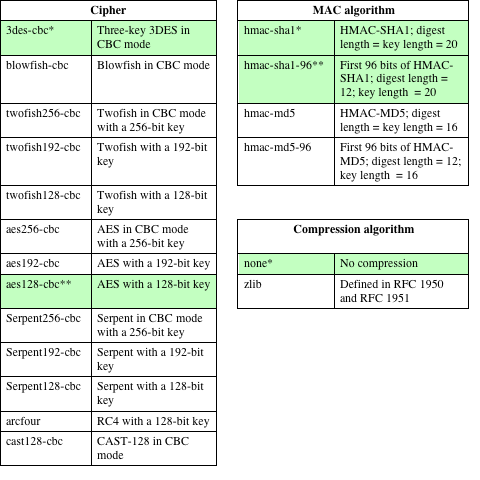 Cipher
3des-cbc* Three-key 3DES in
CBC mode
blowfish-cbc Blowfish in CBC mode
twofish256-cbc Twofish in CBC mode
with a 256-bit key
twofish192-cbc Twofish with a 192-bit
key
twofish128-cbc Twofish with a 128-bit
key
aes256-cbc AES in CBC mode
with a 256-bit key
aes192-cbc AES with a 192-bit key
aes128-cbc** AES with a 128-bit key
Serpent256-cbc Serpent in CBC mode
with a 256-bit key
Serpent192-cbc Serpent with a 192-bit
key
Serpent128-cbc Serpent with a 128-bit
key
arcfour RC4 with a 128-bit key
cast128-cbc CAST-128 in CBC
mode
MAC algorithm
hmac-sha1* HMAC-SHA1; digest
length = key length = 20
hmac-sha1-96** First 96 bits of HMAC-
SHA1; digest length =
12; key length = 20
hmac-md5 HMAC-MD5; digest
length = key length = 16
hmac-md5-96 First 96 bits of HMAC-
MD5; digest length = 12;
key length = 16
Compression algorithm
none* No compression
zlib Defined in RFC 1950
and RFC 1951